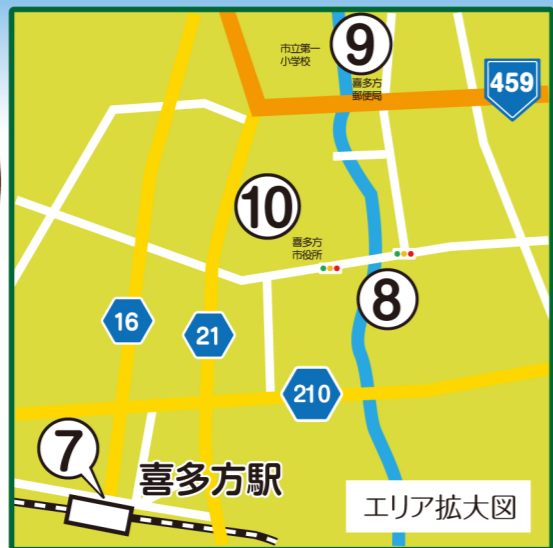 市立第一
小学校
⑨
喜多方
郵便局
459
⑩
喜多方
市役所
⑧
16
21
210
⑦
喜多方駅
エリア拡大図